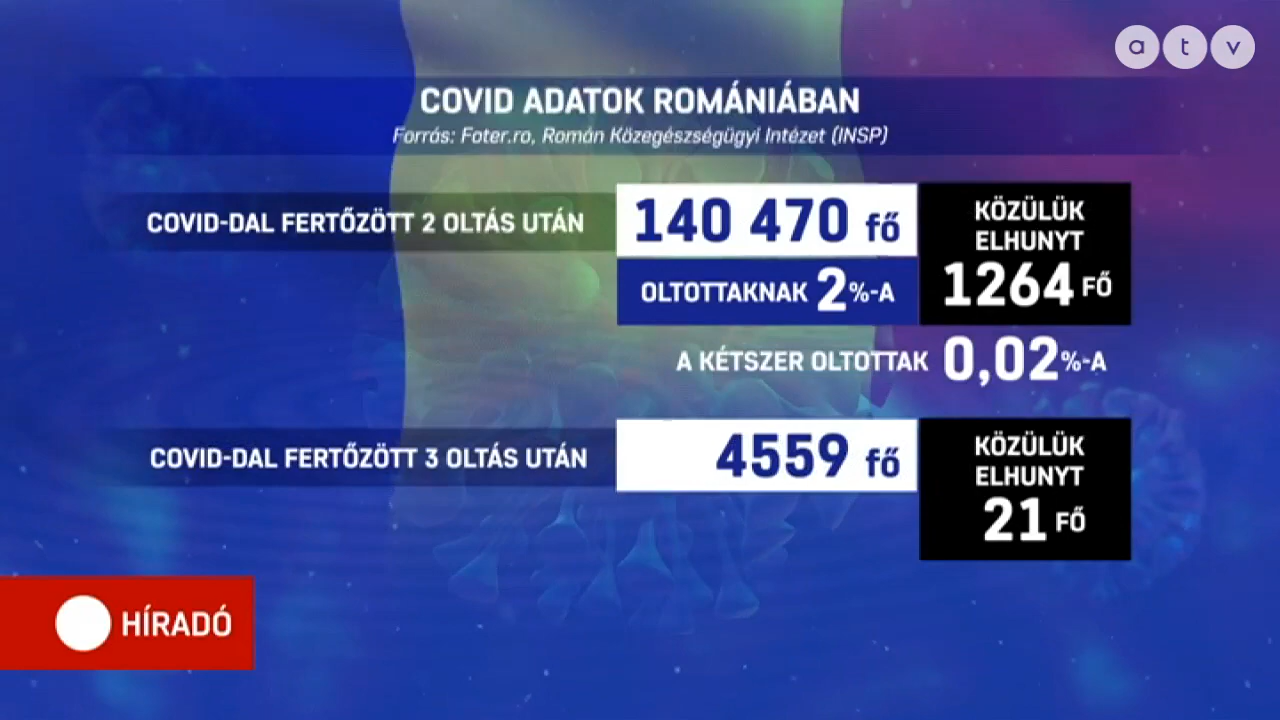 a t v
COVID ADATOK ROMÁNIÁBAN
Forrás: Foter.ro, Román Közegészségügyi Intézet (INSP)
COVID-DAL FERTŐZÖTT 2 OLTÁS UTÁN
140 470 fő
OLTOTTAKNAK 2%-A
KÖZÜLÜK
ELHUNYT
1264 FŐ
A KÉTSZER OLTOTTAK 0,02%-A
COVID-DAL FERTŐZÖTT 3 OLTÁS UTÁN
4559 fő
KÖZÜLÜK
ELHUNYT
21 FŐ
HÍRADÓ